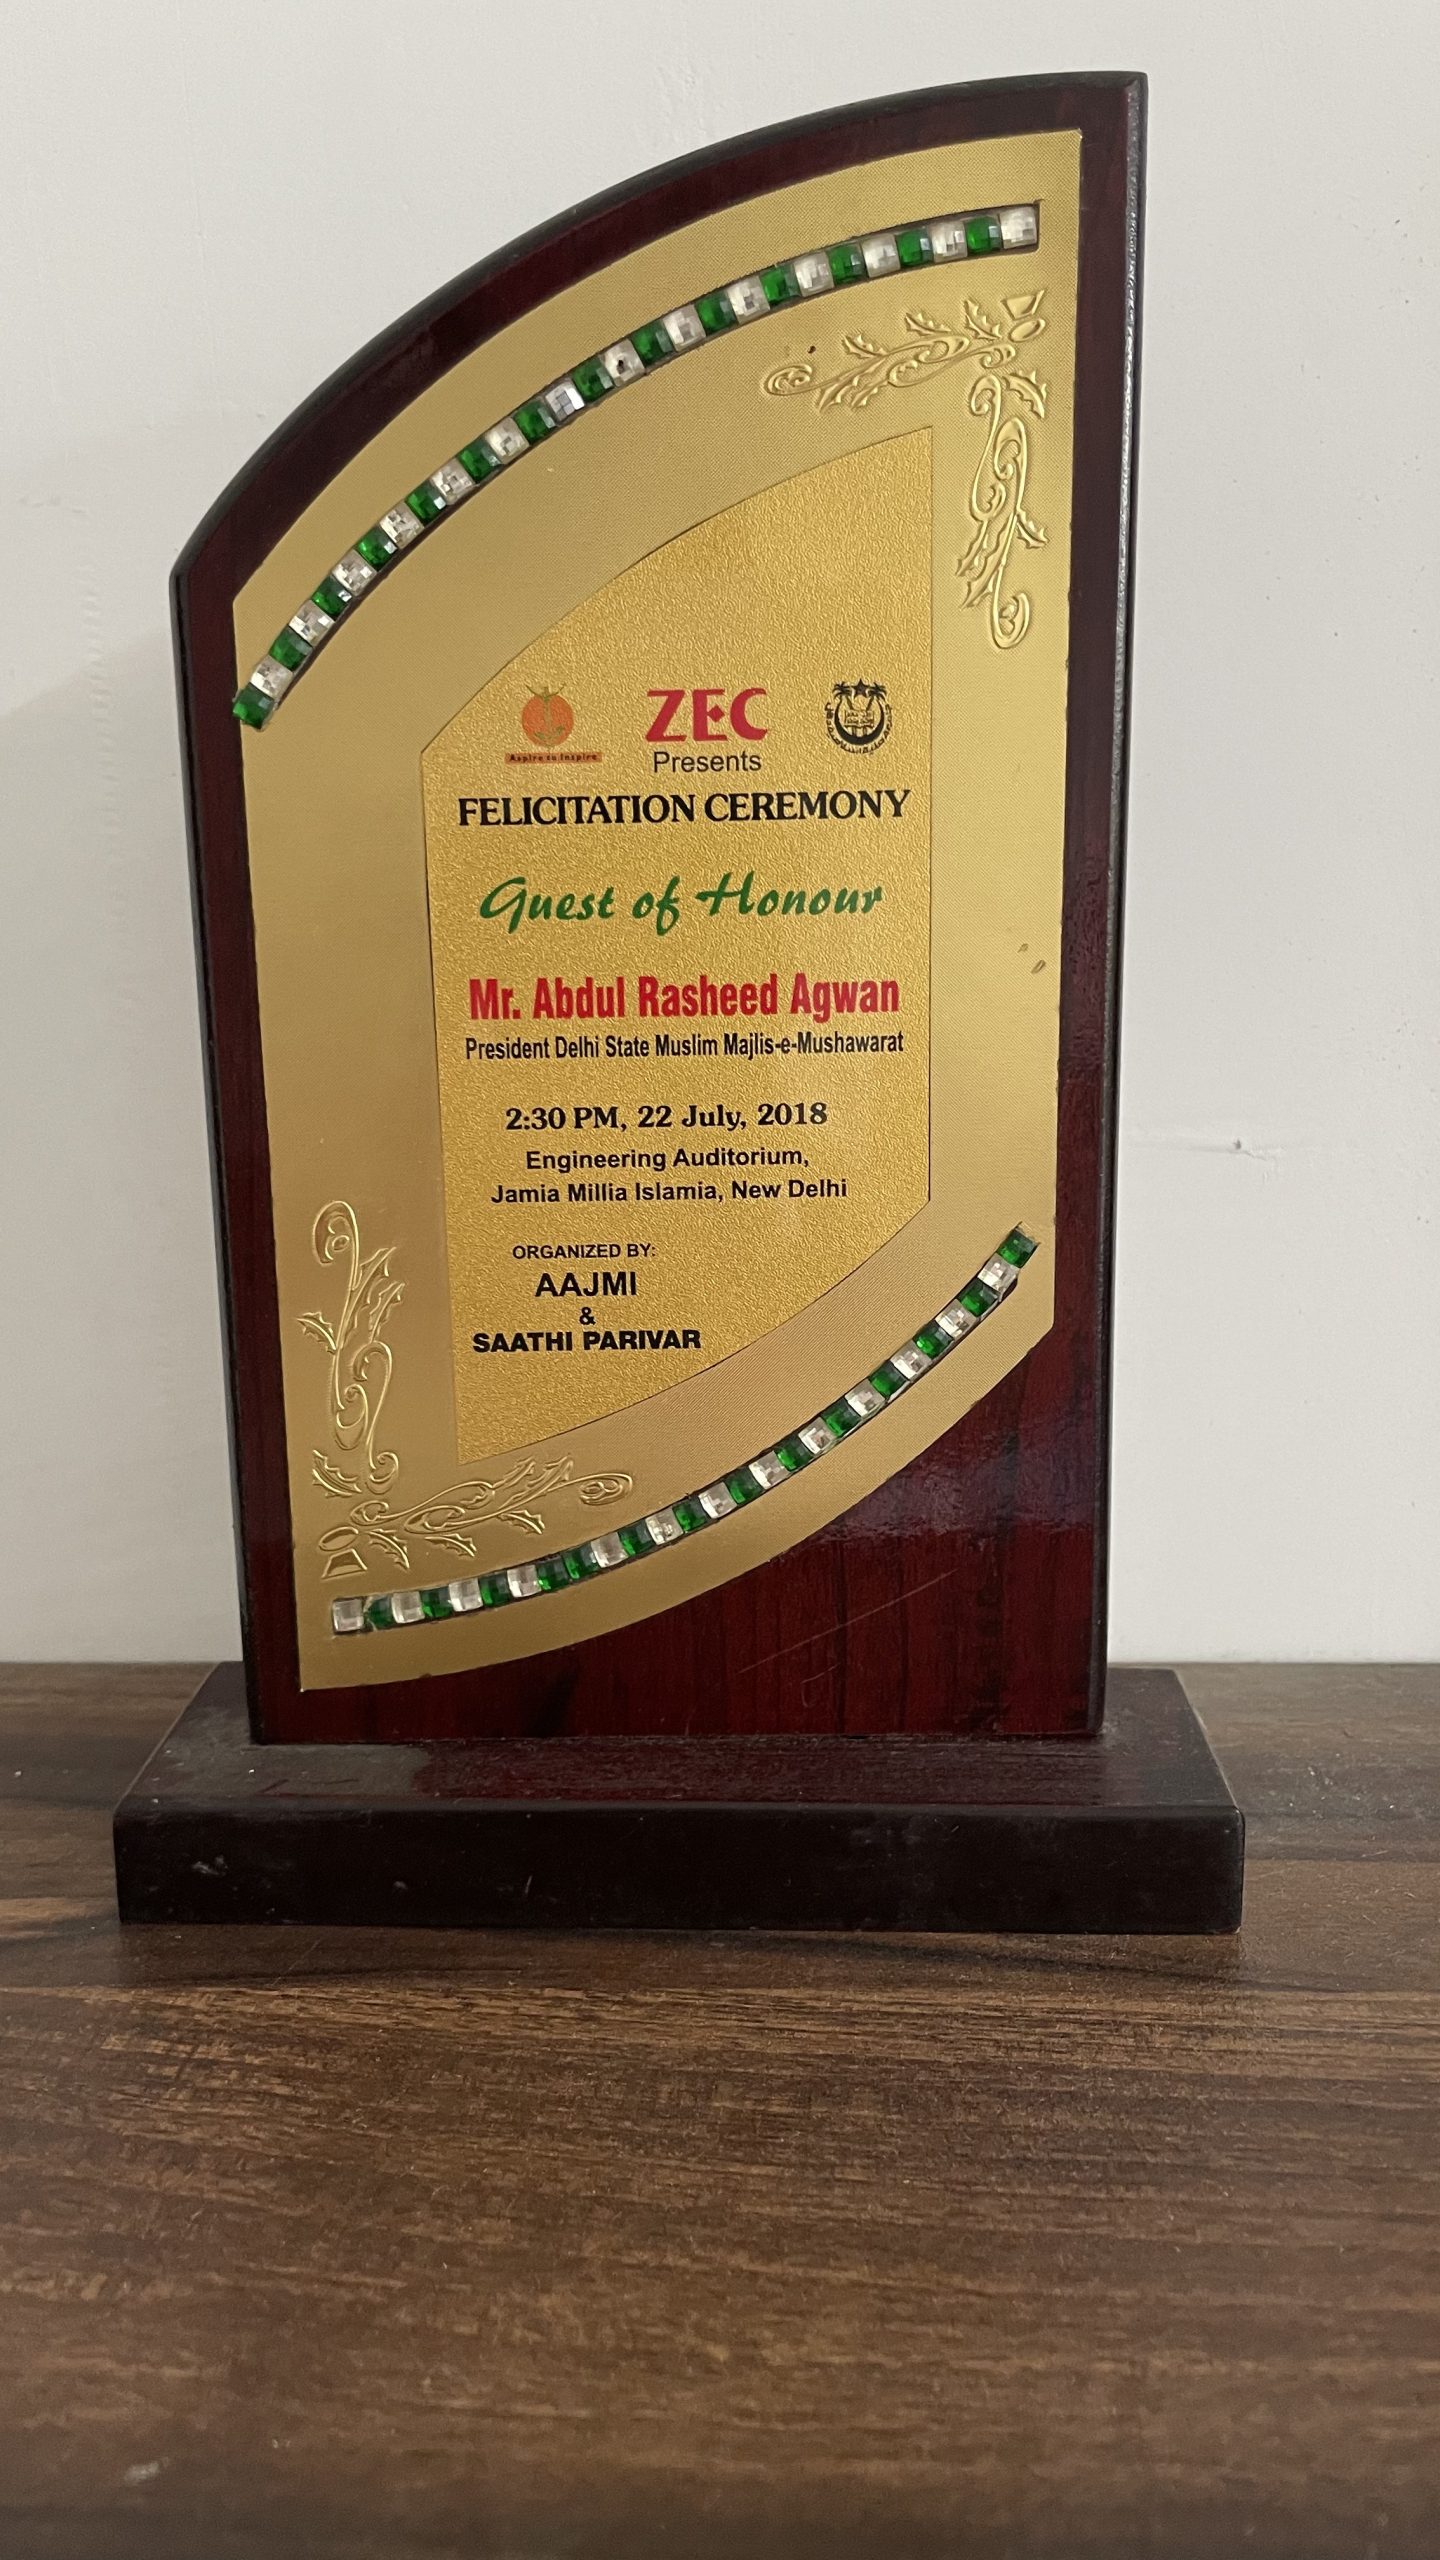 Aspire to Inspire
ZEC
Presents
FELICITATION CEREMONY
Guest of Honour
Mr. Abdul Rasheed Agwan
President Delhi State Muslim Majlis-e-Mushawarat
2:30 PM, 22 July, 2018
Engineering Auditorium,
Jamia Millia Islamia, New Delhi
ORGANIZED BY:
AAJMI
&
SAATHI PARIVAR